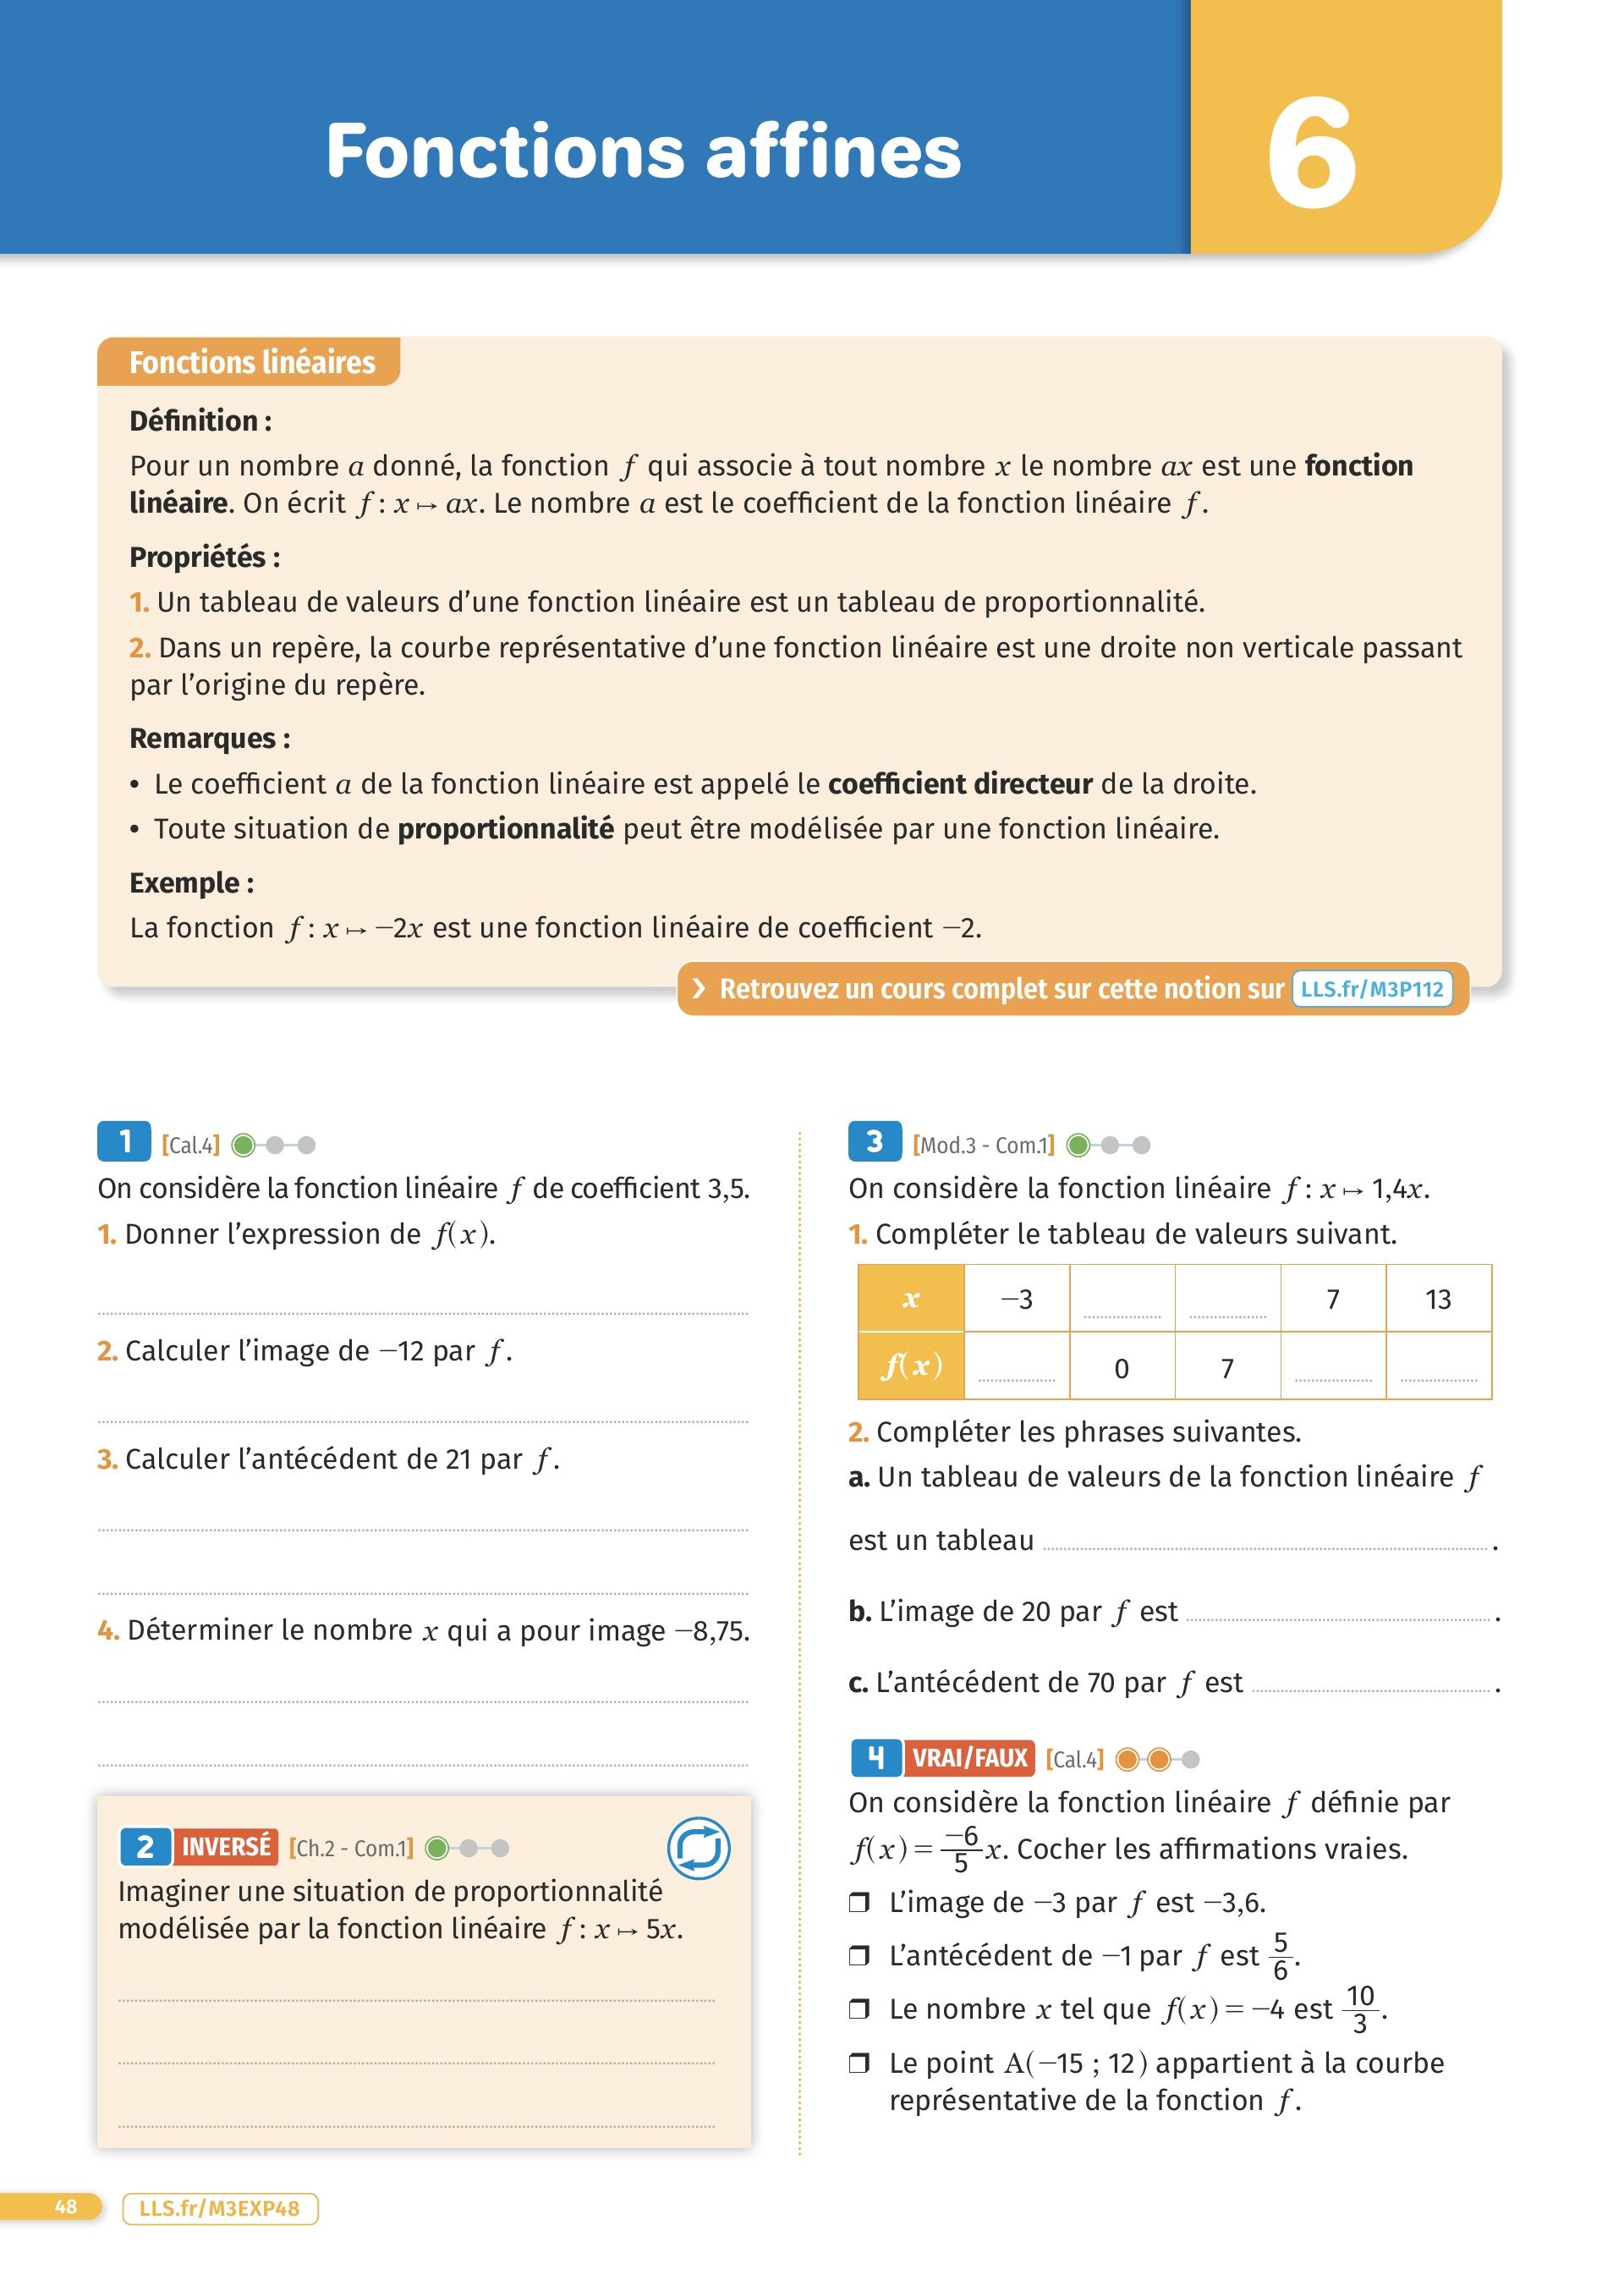 Fonctions affines
6
Fonctions linéaires
Définition :
Pour un nombre a donné, la fonction f qui associe à tout nombre x le nombre ax est une fonction
linéaire. On écrit f : x ↦ ax. Le nombre a est le coefficient de la fonction linéaire f.
Propriétés :
1. Un tableau de valeurs d’une fonction linéaire est un tableau de proportionnalité.
2. Dans un repère, la courbe représentative d’une fonction linéaire est une droite non verticale passant
par l’origine du repère.
Remarques :
• Le coefficient a de la fonction linéaire est appelé le coefficient directeur de la droite.
• Toute situation de proportionnalité peut être modélisée par une fonction linéaire.
Exemple :
La fonction f : x ↦ −2x est une fonction linéaire de coefficient −2.
❯ Retrouvez un cours complet sur cette notion sur LLS.fr/M3P112
1 [Cal.4]
On considère la fonction linéaire f de coefficient 3,5.
1. Donner l’expression de f(x).
2. Calculer l’image de −12 par f.
3. Calculer l’antécédent de 21 par f.
4. Déterminer le nombre x qui a pour image −8,75.
2 INVERSÉ [Ch.2 - Com.1]
Imaginer une situation de proportionnalité
modélisée par la fonction linéaire f : x ↦ 5x.
3 [Mod.3 - Com.1]
On considère la fonction linéaire f : x ↦ 1,4x.
1. Compléter le tableau de valeurs suivant.
x −3 ........ ........ 7 13
f(x) ........ 0 7 ........ ........
2. Compléter les phrases suivantes.
a. Un tableau de valeurs de la fonction linéaire f
est un tableau ........ .
b. L’image de 20 par f est ........ .
c. L’antécédent de 70 par f est ........ .
4 VRAI/FAUX [Cal.4]
On considère la fonction linéaire f définie par
f(x) = −6/5 x. Cocher les affirmations vraies.
❒ L’image de −3 par f est −3,6.
❒ L’antécédent de −1 par f est 5/6.
❒ Le nombre x tel que f(x) = −4 est 10/3.
❒ Le point A(−15 ; 12) appartient à la courbe
représentative de la fonction f.
48
LLS.fr/M3EXP48